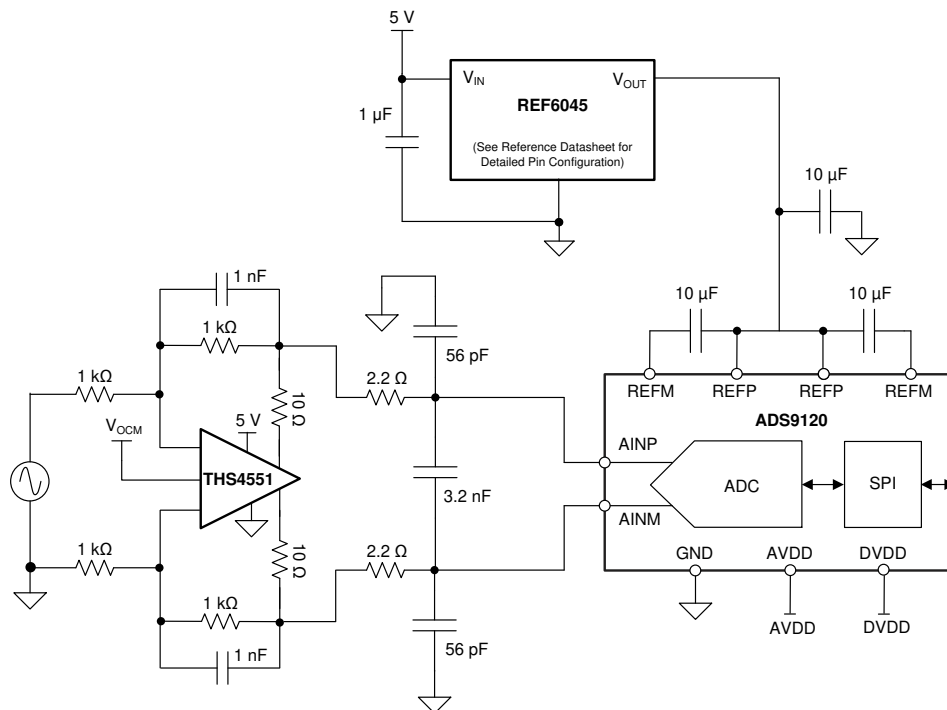 5 V
V_IN
V_OUT
REF6045
1 µF
(See Reference Datasheet for
Detailed Pin Configuration)
10 µF
1 nF
10 µF
10 µF
1 kΩ
56 pF
1 kΩ
2.2 Ω
REFM
REFP
REFP
REFM
10 Ω
ADS9120
V_OCM
5 V
AINP
THS4551
3.2 nF
ADC
SPI
AINM
1 kΩ
10 Ω
2.2 Ω
GND
AVDD
DVDD
1 kΩ
AVDD
DVDD
1 nF
56 pF